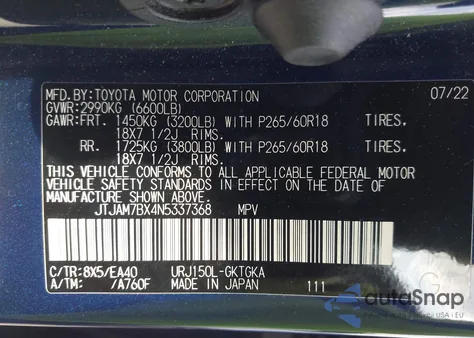 MFD.BY:TOYOTA MOTOR CORPORATION 07/22
GVWR:2990KG (6600LB)
GAWR:FRT. 1450KG (3200LB) WITH P265/60R18 TIRES.
18X7 1/2J RIMS.
RR. 1725KG (3800LB) WITH P265/60R18 TIRES.
18X7 1/2J RIMS.
THIS VEHICLE CONFORMS TO ALL APPLICABLE FEDERAL MOTOR
VEHICLE SAFETY STANDARDS IN EFFECT ON THE DATE OF
MANUFACTURE SHOWN ABOVE.
JTJAM7BX4N5337368 MPV
C/TR:8X5/EA40 URJ150L-GKTGKA
A/TM: /A760F MADE IN JAPAN 111
autoSnap